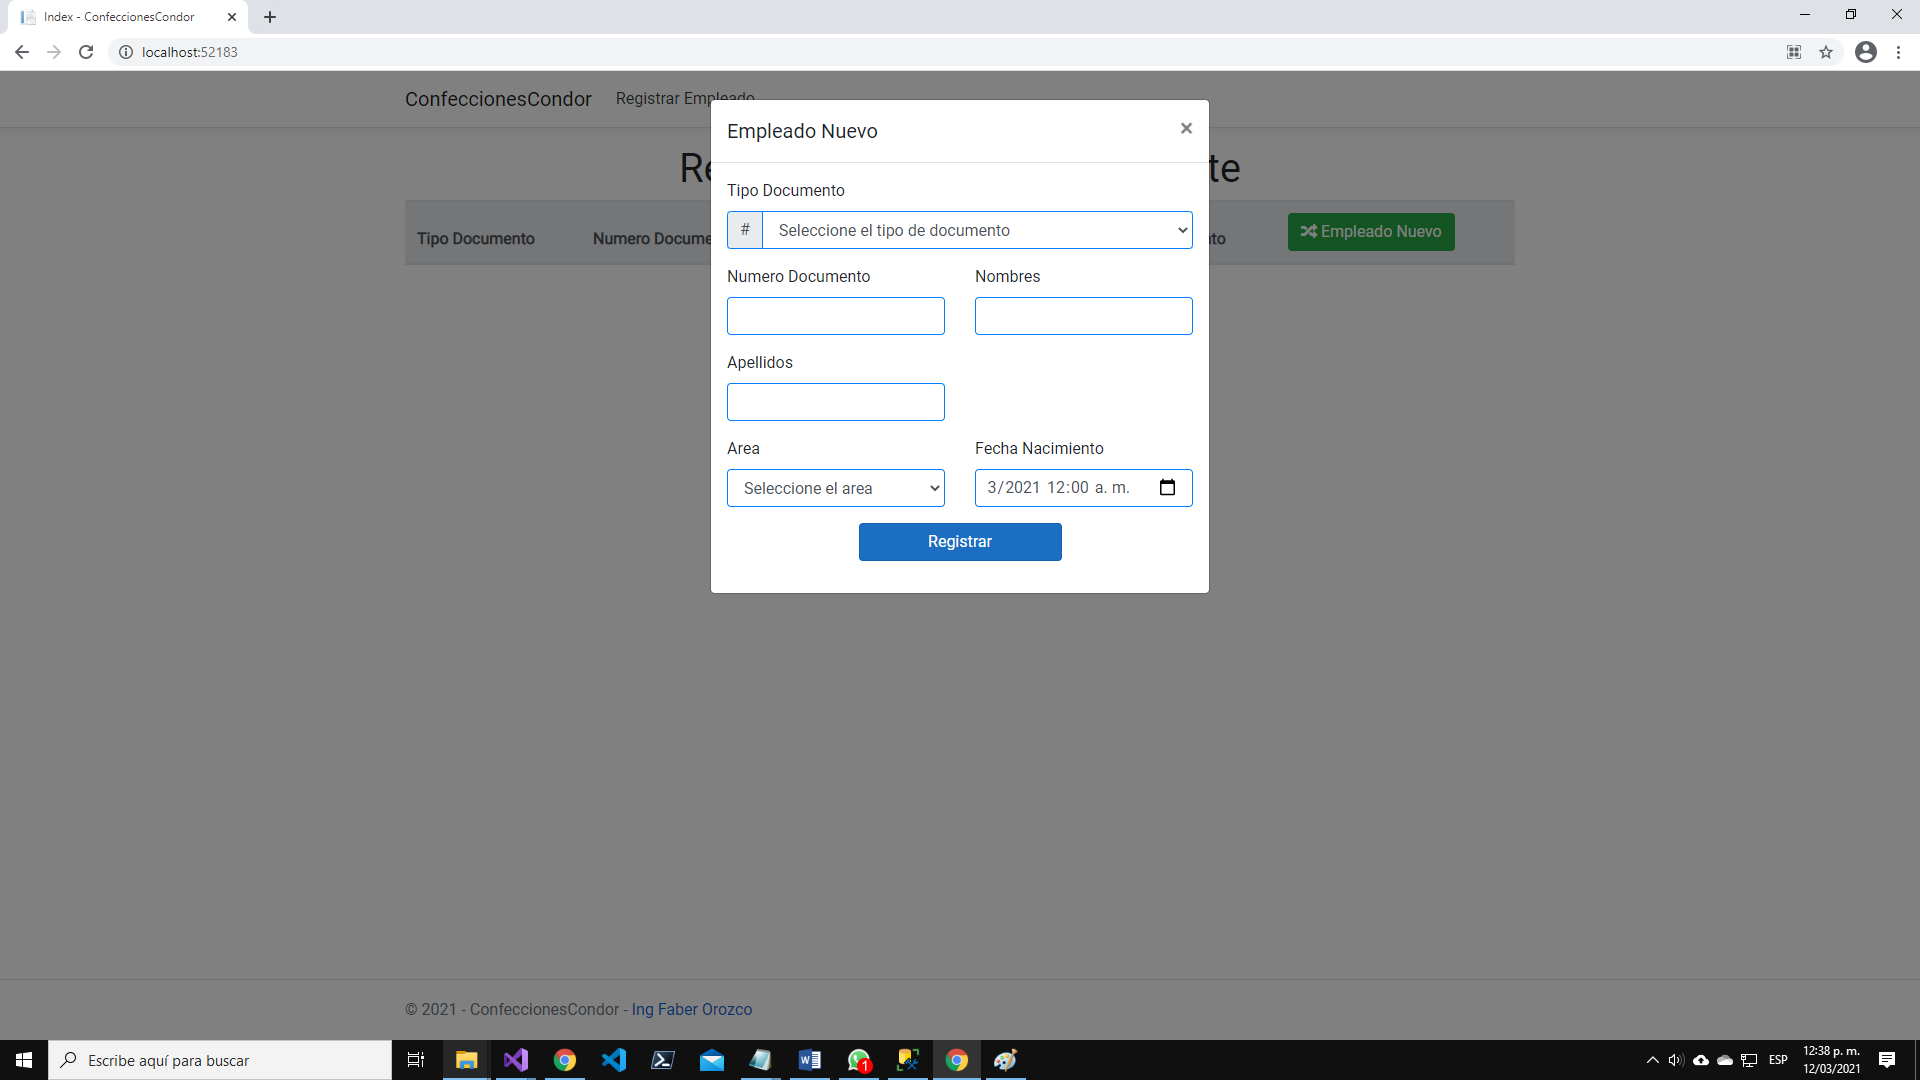 Index - ConfeccionesCondor
localhost:52183
ConfeccionesCondor Registrar Empleado
Empleado Nuevo ×
Tipo Documento
# Seleccione el tipo de documento
Tipo Documento Numero Docume to Empleado Nuevo
Numero Documento Nombres
Apellidos
Area Fecha Nacimiento
Seleccione el area 3/2021 12:00 a. m.
Registrar
© 2021 - ConfeccionesCondor - Ing Faber Orozco
Escribe aquí para buscar
1
ESP
12:38 p. m.
12/03/2021